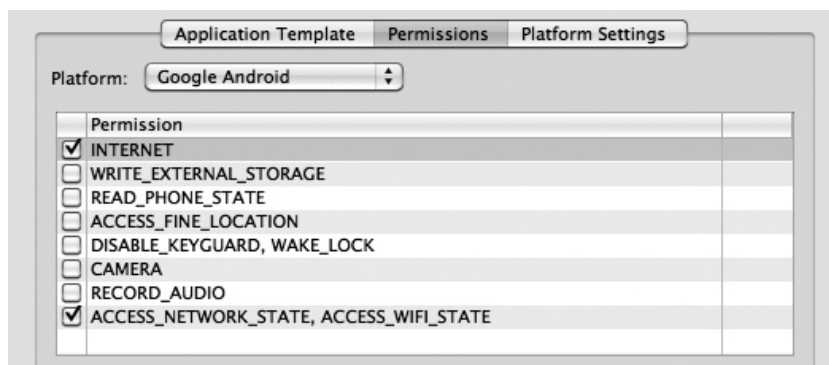 Application Template Permissions Platform Settings
Platform: Google Android
Permission
INTERNET
WRITE_EXTERNAL_STORAGE
READ_PHONE_STATE
ACCESS_FINE_LOCATION
DISABLE_KEYGUARD, WAKE_LOCK
CAMERA
RECORD_AUDIO
ACCESS_NETWORK_STATE, ACCESS_WIFI_STATE